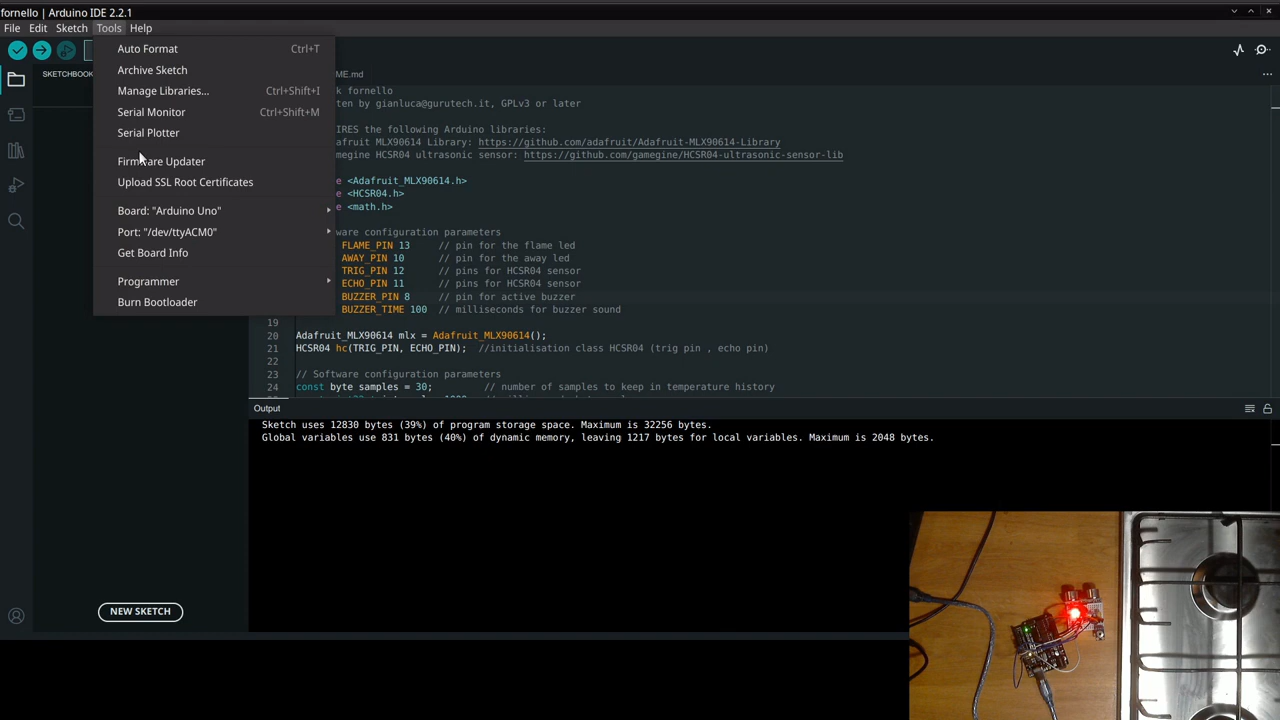 fornello | Arduino IDE 2.2.1
File Edit Sketch Tools Help
SKETCHBOOK
ME.md
Auto Format Ctrl+T
Archive Sketch
Manage Libraries... Ctrl+Shift+I
Serial Monitor Ctrl+Shift+M
Serial Plotter
Firmware Updater
Upload SSL Root Certificates
Board: "Arduino Uno"
Port: "/dev/ttyACM0"
Get Board Info
Programmer
Burn Bootloader
k fornello
ten by gianluca@gurutech.it, GPLv3 or later
IRES the following Arduino libraries:
afruit MLX90614 Library: https://github.com/adafruit/Adafruit-MLX90614-Library
megine HCSR04 ultrasonic sensor: https://github.com/gamegine/HCSR04-ultrasonic-sensor-lib
e <Adafruit_MLX90614.h>
e <HCSR04.h>
e <math.h>
ware configuration parameters
FLAME_PIN 13 // pin for the flame led
AWAY_PIN 10 // pin for the away led
TRIG_PIN 12 // pins for HCSR04 sensor
ECHO_PIN 11 // pins for HCSR04 sensor
BUZZER_PIN 8 // pin for active buzzer
BUZZER_TIME 100 // milliseconds for buzzer sound
19
20 Adafruit_MLX90614 mlx = Adafruit_MLX90614();
21 HCSR04 hc(TRIG_PIN, ECHO_PIN); //initialisation class HCSR04 (trig pin , echo pin)
22
23 // Software configuration parameters
24 const byte samples = 30; // number of samples to keep in temperature history
Output
Sketch uses 12830 bytes (39%) of program storage space. Maximum is 32256 bytes.
Global variables use 831 bytes (40%) of dynamic memory, leaving 1217 bytes for local variables. Maximum is 2048 bytes.
NEW SKETCH